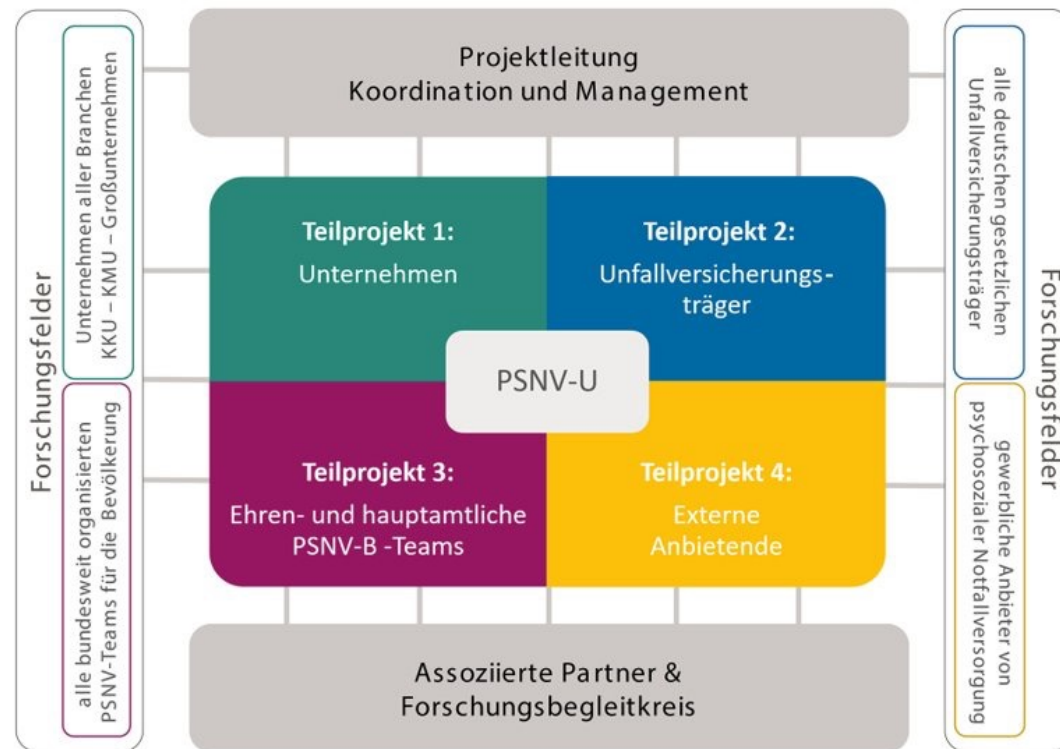 Projektleitung
Koordination und Management
Forschungsfelder
Unternehmen aller Branchen
KKU – KMU – Großunternehmen
alle bundesweit organisierten
PSNV-Teams für die Bevölkerung
Teilprojekt 1:
Unternehmen
Teilprojekt 2:
Unfallversicherungs-
träger
PSNV-U
Teilprojekt 3:
Ehren- und hauptamtliche
PSNV-B -Teams
Teilprojekt 4:
Externe
Anbietende
alle deutschen gesetzlichen
Unfallversicherungsträger
gewerbliche Anbieter von
psychosozialer Notfallversorgung
Forschungsfelder
Assoziierte Partner &
Forschungsbegleitkreis